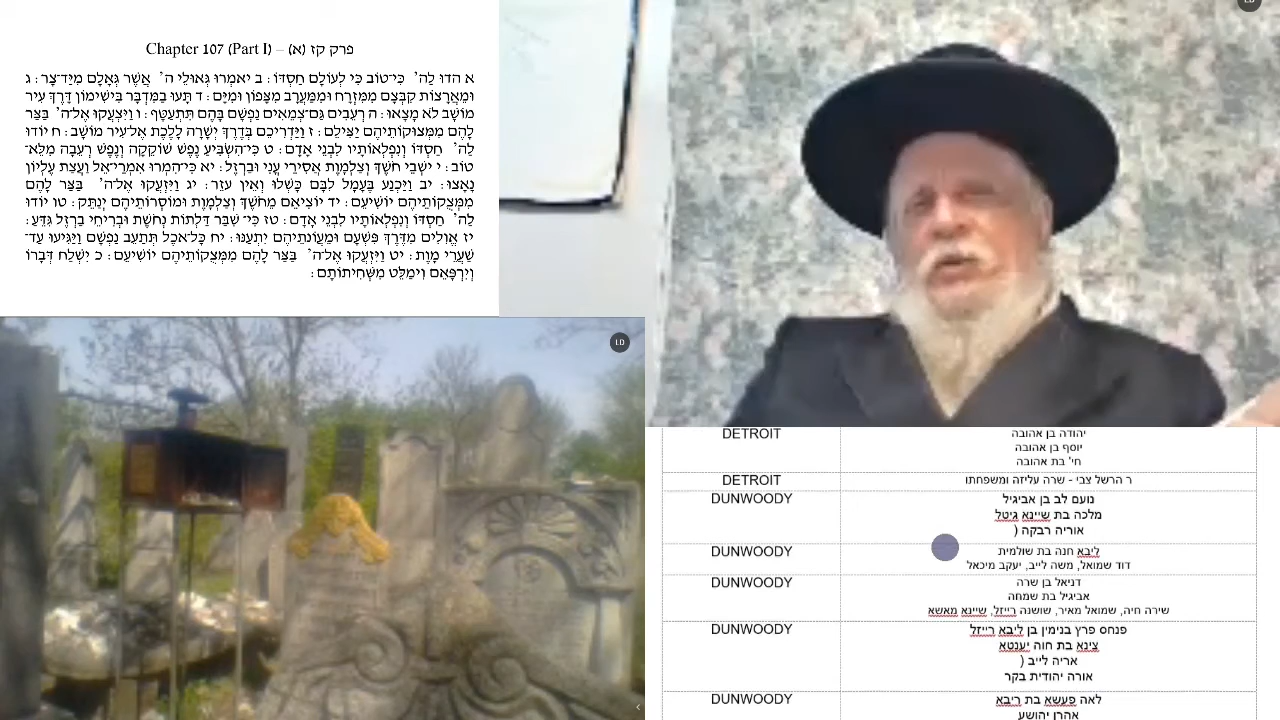 Chapter 107 (Part I) – (א) פרק קז
א הדוּ לַה' כִּי־טוֹב כִּי לְעוֹלָם חַסְדּוֹ: ב יֹאמְרוּ גְּאוּלֵי ה' אֲשֶׁר גְּאָלָם מִיַּד־צָר: ג
וּמֵאֲרָצוֹת קִבְּצָם מִמִּזְרָח וּמִמַּעֲרָב מִצָּפוֹן וּמִיָּם: ד תָּעוּ בַמִּדְבָּר בִּישִׁימוֹן דָּרֶךְ עִיר
מוֹשָׁב לֹא מָצָאוּ: ה רְעֵבִים גַּם־צְמֵאִים נַפְשָׁם בָּהֶם תִּתְעַטָּף: ו וַיִּצְעֲקוּ אֶל־ה' בַּצַּר
לָהֶם מִמְּצוּקוֹתֵיהֶם יַצִּילֵם: ז וַיַּדְרִיכֵם בְּדֶרֶךְ יְשָׁרָה לָלֶכֶת אֶל־עִיר מוֹשָׁב: ח יוֹדוּ
לַה' חַסְדּוֹ וְנִפְלְאוֹתָיו לִבְנֵי אָדָם: ט כִּי־הִשְׂבִּיעַ נֶפֶשׁ שׁוֹקֵקָה וְנֶפֶשׁ רְעֵבָה מִלֵּא־
טוֹב: י יֹשְׁבֵי חֹשֶׁךְ וְצַלְמָוֶת אֲסִירֵי עֳנִי וּבַרְזֶל: יא כִּי־הִמְרוּ אִמְרֵי־אֵל וַעֲצַת עֶלְיוֹן
נָאָצוּ: יב וַיַּכְנַע בֶּעָמָל לִבָּם כָּשְׁלוּ וְאֵין עֹזֵר: יג וַיִּזְעֲקוּ אֶל־ה' בַּצַּר לָהֶם
מִמְּצֻקוֹתֵיהֶם יוֹשִׁיעֵם: יד יוֹצִיאֵם מֵחֹשֶׁךְ וְצַלְמָוֶת וּמוֹסְרוֹתֵיהֶם יְנַתֵּק: טו יוֹדוּ
לַה' חַסְדּוֹ וְנִפְלְאוֹתָיו לִבְנֵי אָדָם: טז כִּי־שִׁבַּר דַּלְתוֹת נְחֹשֶׁת וּבְרִיחֵי בַרְזֶל גִּדֵּעַ:
יז אֱוִלִים מִדֶּרֶךְ פִּשְׁעָם וּמֵעֲוֹנֹתֵיהֶם יִתְעַנּוּ: יח כָּל־אֹכֶל תְּתַעֵב נַפְשָׁם וַיַּגִּיעוּ עַד־
שַׁעֲרֵי מָוֶת: יט וַיִּזְעֲקוּ אֶל־ה' בַּצַּר לָהֶם מִמְּצֻקוֹתֵיהֶם יוֹשִׁיעֵם: כ יִשְׁלַח דְּבָרוֹ
וְיִרְפָּאֵם וִימַלֵּט מִשְּׁחִיתוֹתָם:
LD
DETROIT יהודה בן אהובה
יוסף בן אהובה
חי' בת אהובה
DETROIT ר הרשל צבי - שרה עליזה ומשפחתו
DUNWOODY נועם לב בן אביגיל
מלכה בת שיינא גיטל
אוריה רבקה (
DUNWOODY ליבא חנה בת שולמית
דוד שמואל, משה לייב, יעקב מיכאל
DUNWOODY דניאל בן שרה
אביגיל בת שמחה
שירה חיה, שמואל מאיר, שושנה רייזל, שיינא מאשא
DUNWOODY פנחס פרץ בנימין בן ליבא רייזל
צינא בת חוה יענטא
אריה לייב (
אורה יהודית בקר
DUNWOODY לאה פעשא בת ריבא
אהרן יהושע